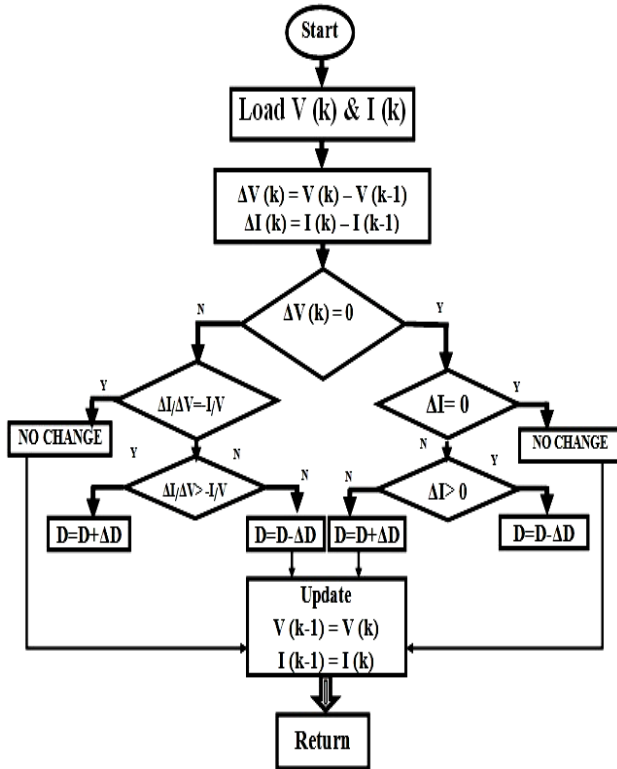 Start
Load V (k) & I (k)
ΔV (k) = V (k) – V (k-1)
ΔI (k) = I (k) – I (k-1)
ΔV (k) = 0
N
Y
ΔI/ΔV=-I/V
Y
ΔI= 0
Y
NO CHANGE
NO CHANGE
N
N
ΔI/ΔV>-I/V
Y
N
ΔI> 0
N
Y
D=D+ΔD
D=D-ΔD
D=D+ΔD
D=D-ΔD
Update
V (k-1) = V (k)
I (k-1) = I (k)
Return